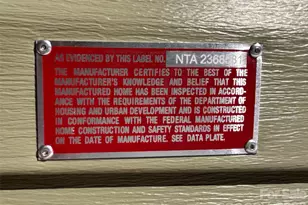 AS EVIDENCED BY THIS LABEL NO. NTA
THE MANUFACTURER CERTIFIES TO THE BEST OF THE
MANUFACTURER'S KNOWLEDGE AND BELIEF THAT THIS
MANUFACTURED HOME HAS BEEN INSPECTED IN ACCORD-
ANCE WITH THE REQUIREMENTS OF THE DEPARTMENT OF
HOUSING AND URBAN DEVELOPMENT AND IS CONSTRUCTED
IN CONFORMANCE WITH THE FEDERAL MANUFACTURED
HOME CONSTRUCTION AND SAFETY STANDARDS IN EFFECT
ON THE DATE OF MANUFACTURE. SEE DATA PLATE.